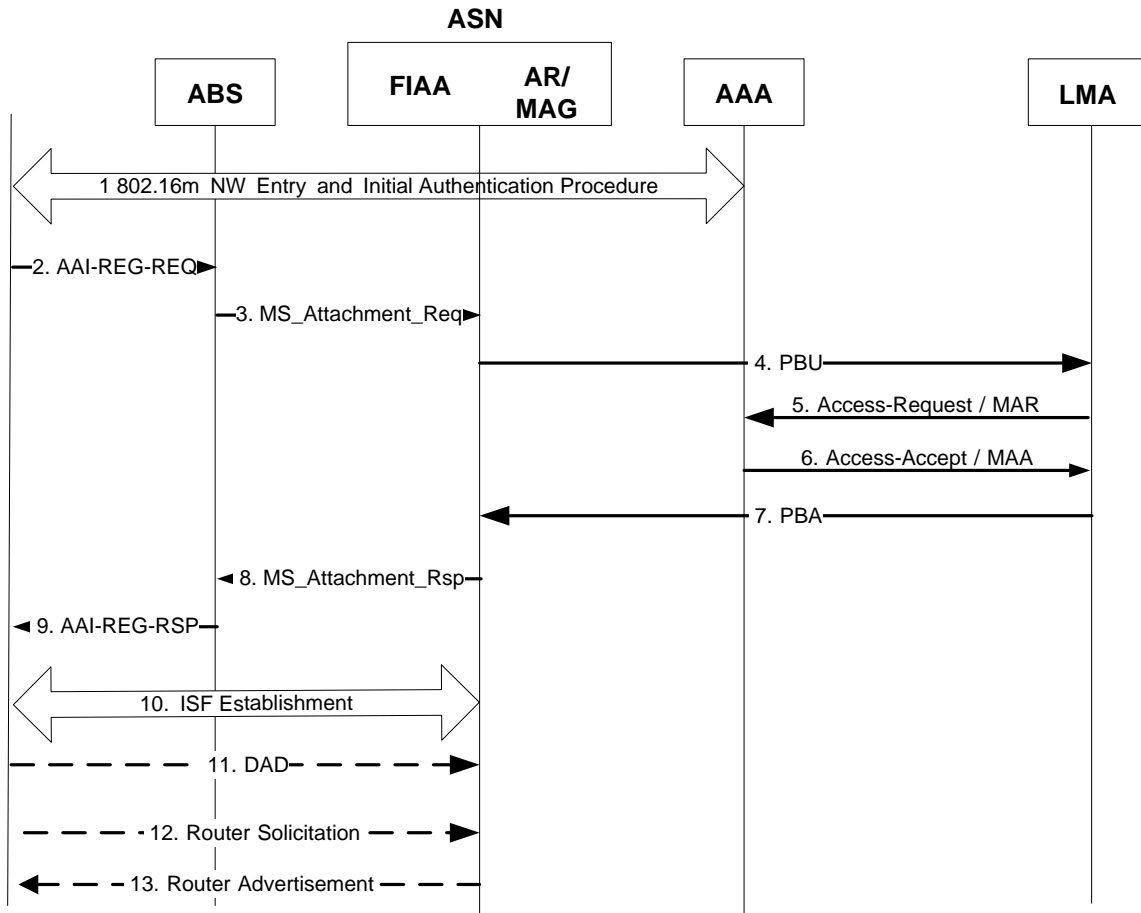 ASN
ABS
FIAA
AR/
MAG
AAA
LMA
1 802.16m NW Entry and Initial Authentication Procedure
2. AAI-REG-REQ
3. MS_Attachment_Req
4. PBU
5. Access-Request / MAR
6. Access-Accept / MAA
7. PBA
8. MS_Attachment_Rsp
9. AAI-REG-RSP
10. ISF Establishment
11. DAD
12. Router Solicitation
13. Router Advertisement